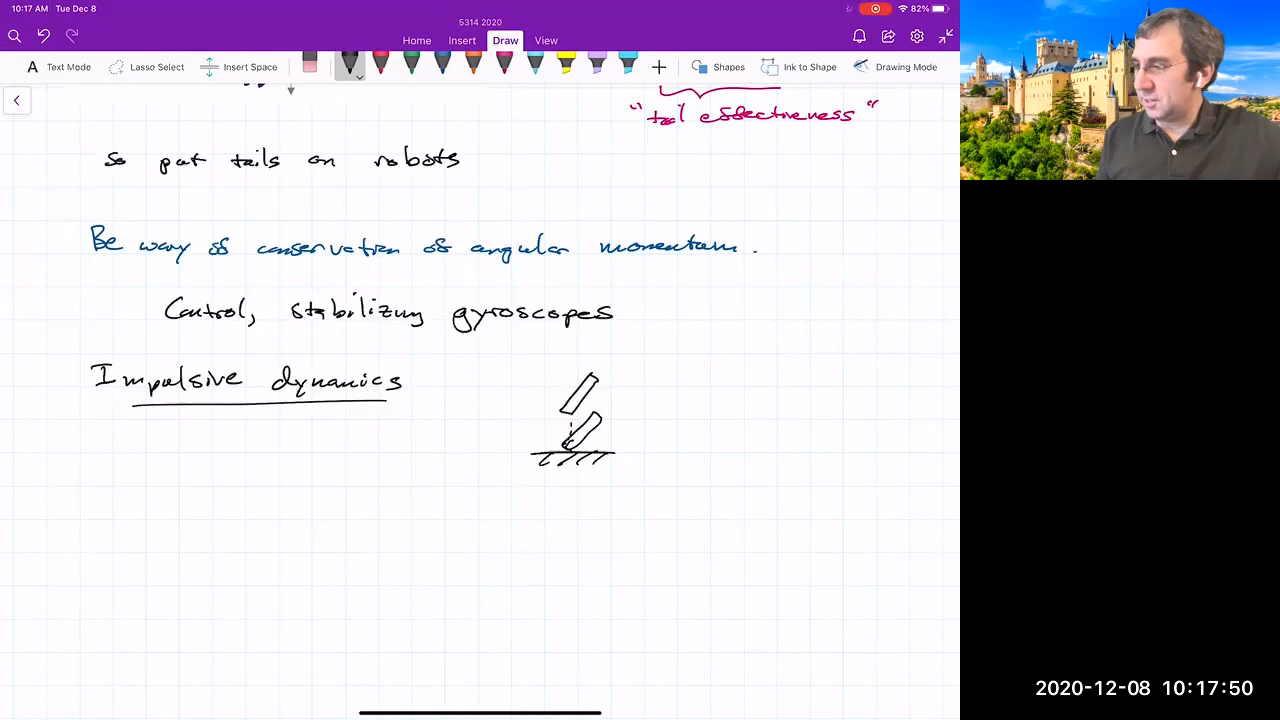 10:17 AM Tue Dec 8
82%
5314 2020
Home Insert Draw View
Text Mode Lasso Select Insert Space + Shapes Ink to Shape Drawing Mode
"tail effectiveness"
so put tails on robots
Be wary of conservation of angular momentum.
Control, stabilizing gyroscopes
Impulsive dynamics
2020-12-08 10:17:50